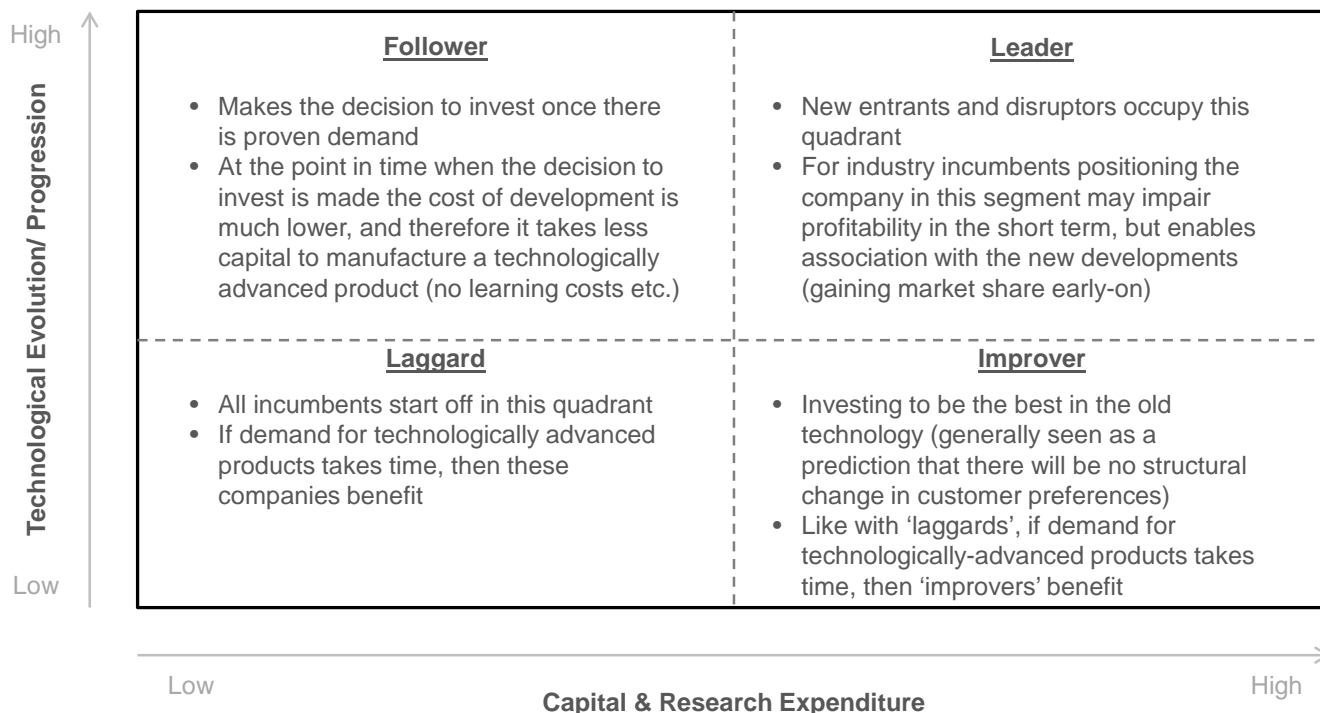 High
Technological Evolution/ Progression
Low
Follower
• Makes the decision to invest once there
is proven demand
• At the point in time when the decision to
invest is made the cost of development is
much lower, and therefore it takes less
capital to manufacture a technologically
advanced product (no learning costs etc.)
Leader
• New entrants and disruptors occupy this
quadrant
• For industry incumbents positioning the
company in this segment may impair
profitability in the short term, but enables
association with the new developments
(gaining market share early-on)
Laggard
• All incumbents start off in this quadrant
• If demand for technologically advanced
products takes time, then these
companies benefit
Improver
• Investing to be the best in the old
technology (generally seen as a
prediction that there will be no structural
change in customer preferences)
• Like with ‘laggards’, if demand for
technologically-advanced products takes
time, then ‘improvers’ benefit
Low
Capital & Research Expenditure
High